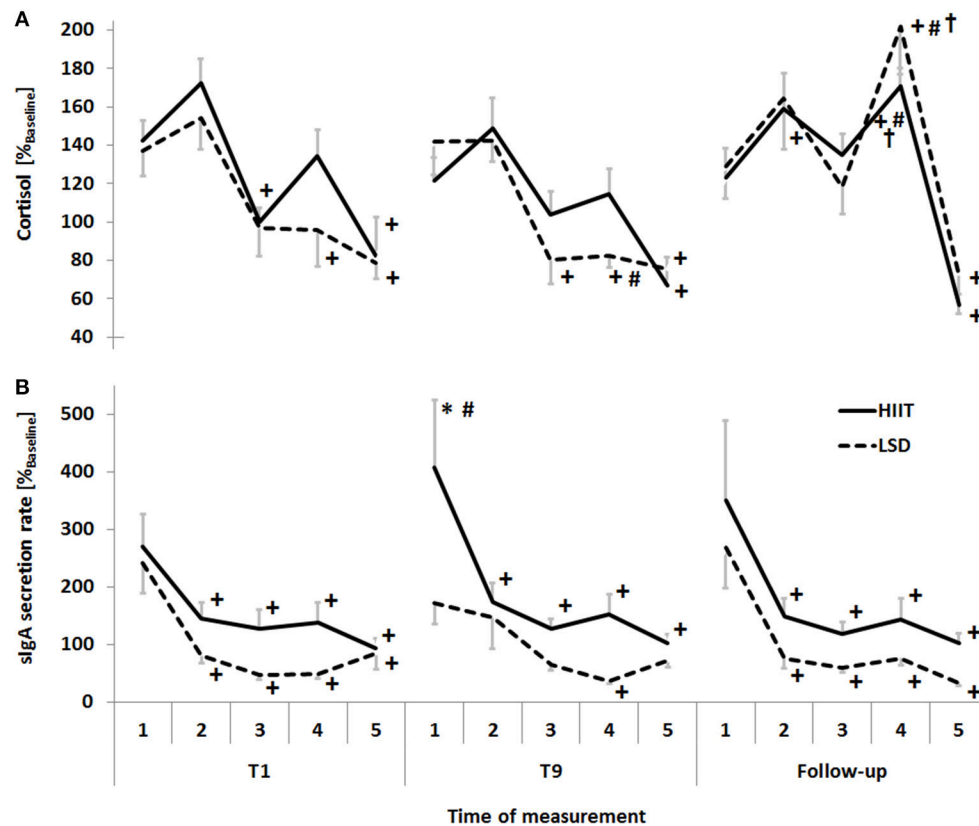 A
Cortisol [%Baseline]
200
180
160
140
120
100
80
60
40
+ + + + + + # + + + + # † + # † + +
B
sIgA secretion rate [%Baseline]
500
400
300
200
100
0
* #
HIIT
LSD
+ + + + + + + + + + + + + + + + + + + + +
1 2 3 4 5 1 2 3 4 5 1 2 3 4 5
T1 T9 Follow-up
Time of measurement